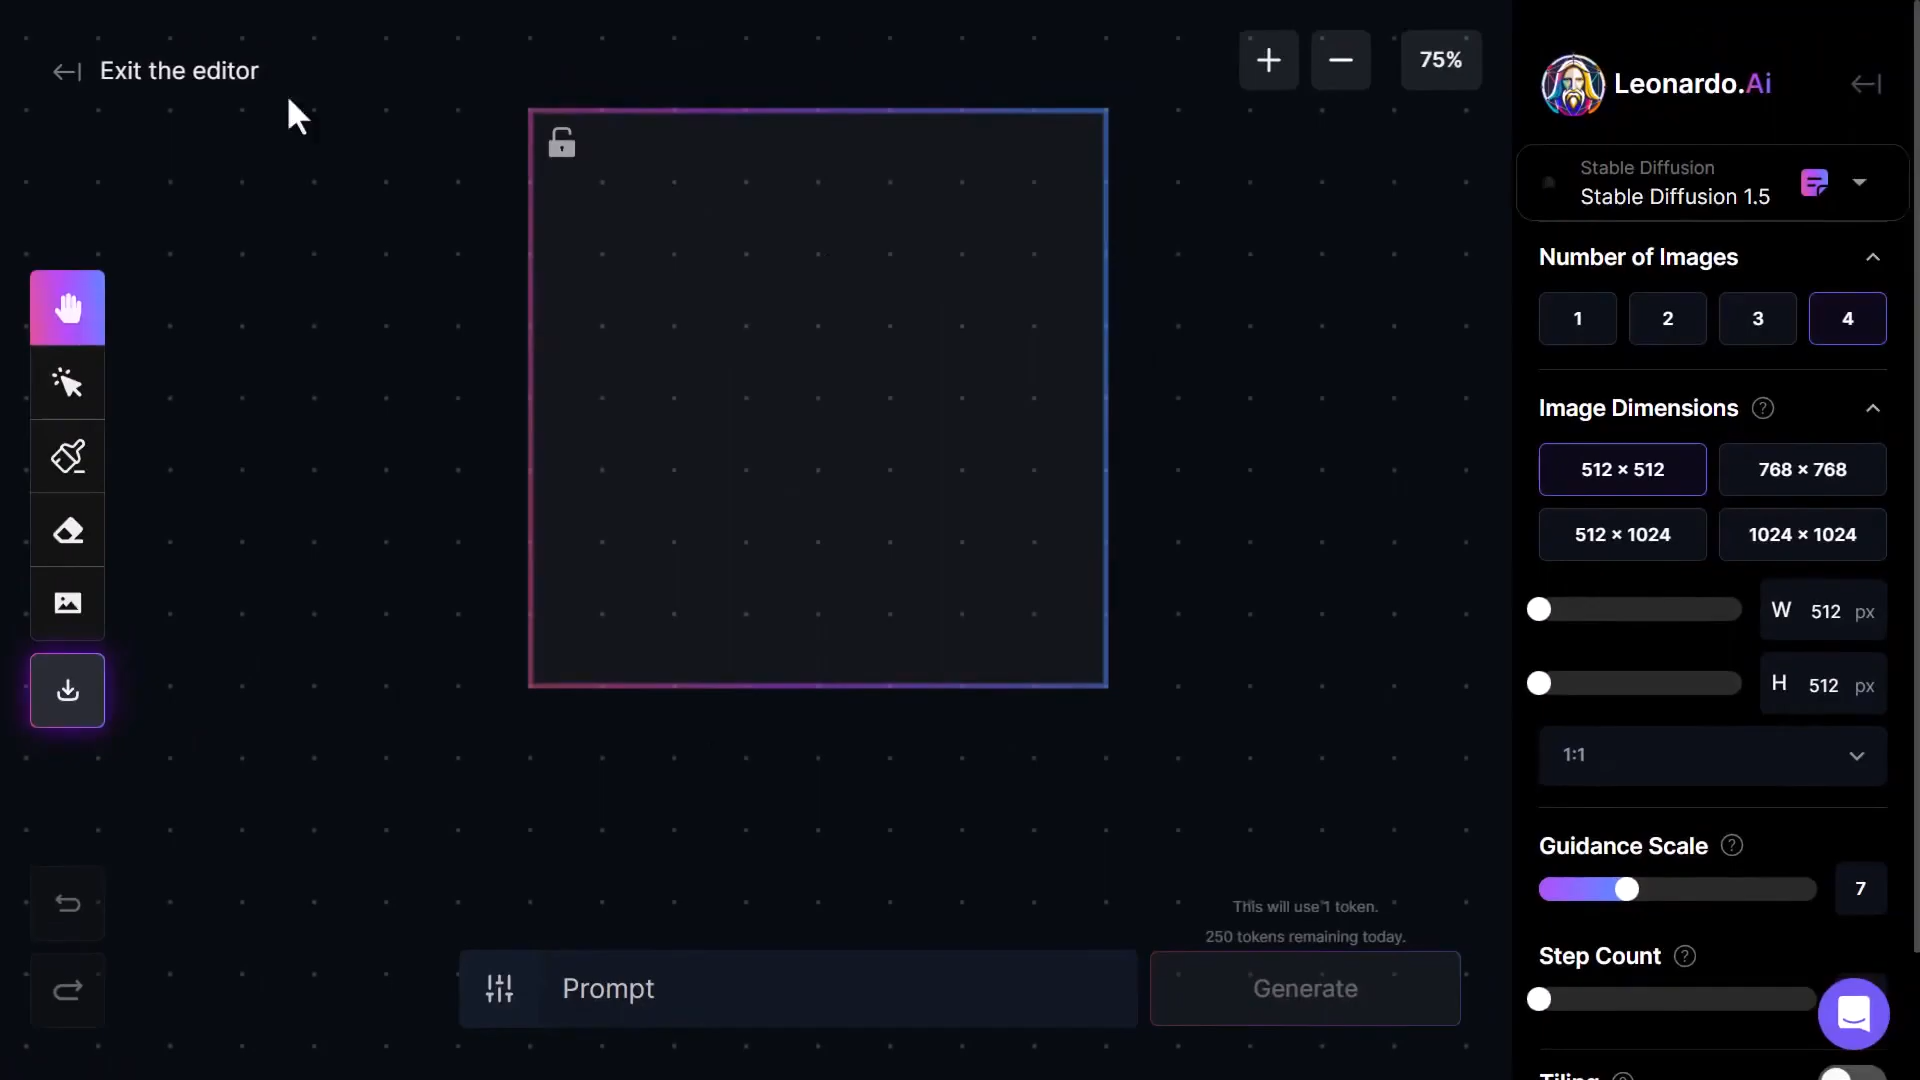 Exit the editor
75%
Leonardo.Ai
Stable Diffusion
Stable Diffusion 1.5
Number of Images
1 2 3 4
Image Dimensions ?
512 × 512 768 × 768
512 × 1024 1024 × 1024
W 512 px
H 512 px
1:1
Guidance Scale ?
7
Step Count ?
Tiling ?
This will use 1 token.
250 tokens remaining today.
Prompt
Generate